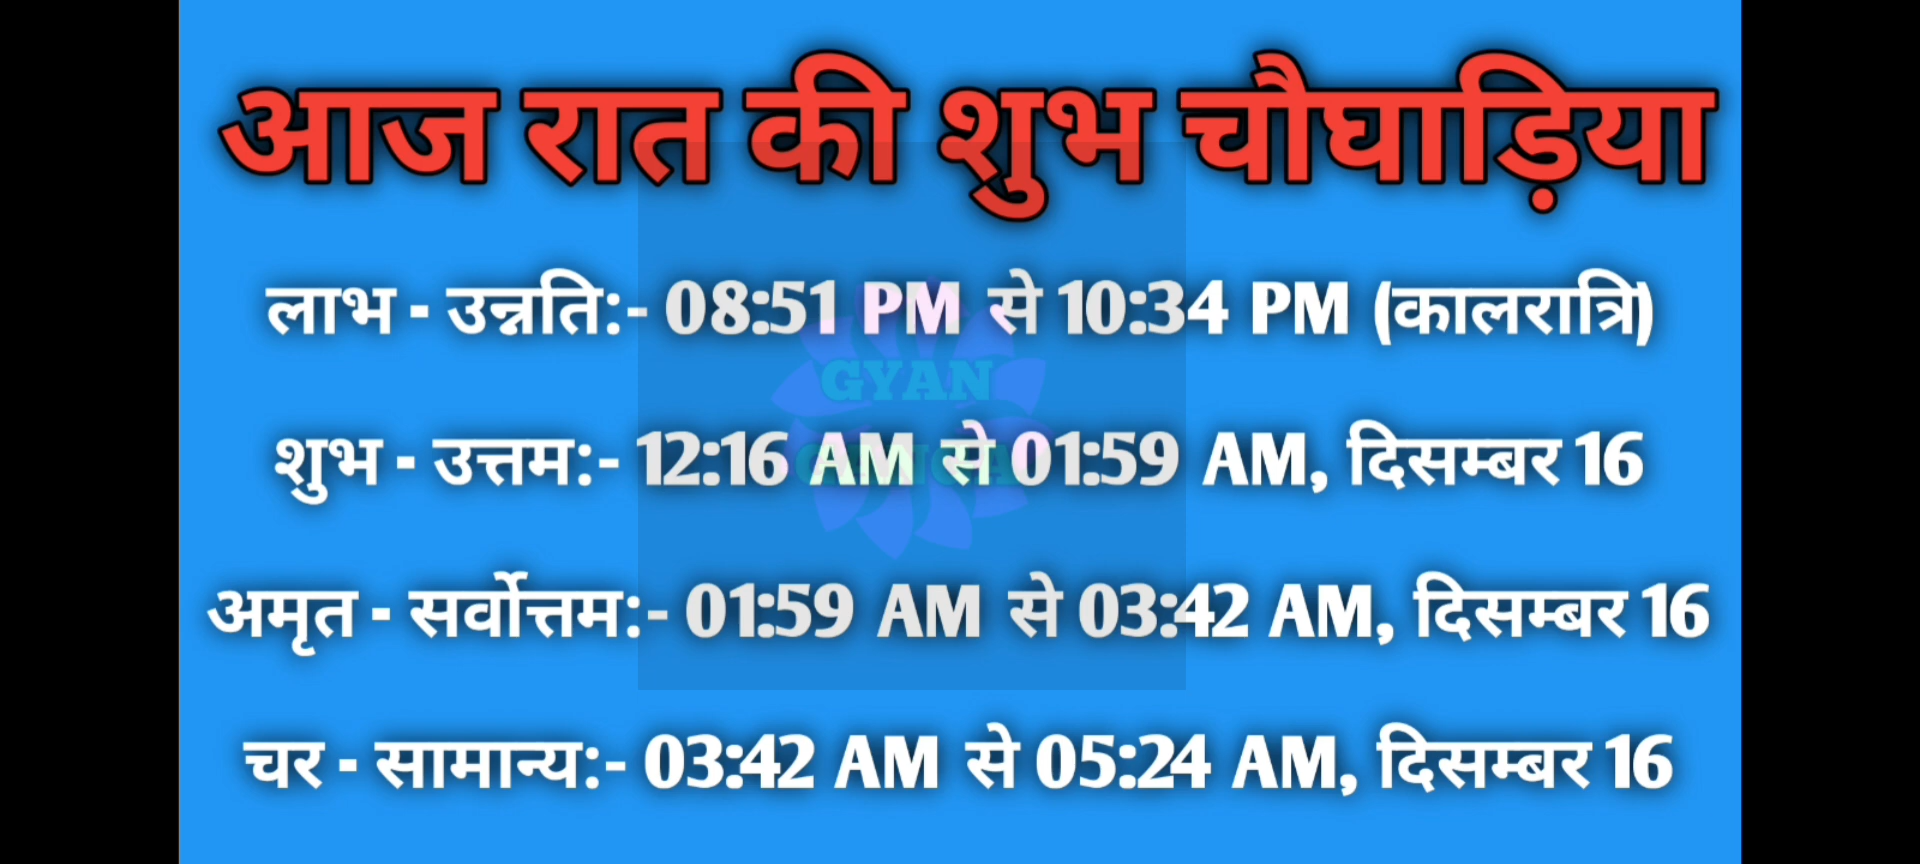 आज रात की शुभ चौघाड़िया
लाभ - उन्नति:- 08:51 PM से 10:34 PM (कालरात्रि)
GYAN
शुभ - उत्तम:- 12:16 AM से 01:59 AM, दिसम्बर 16
GANGA
अमृत - सर्वोत्तम:- 01:59 AM से 03:42 AM, दिसम्बर 16
चर - सामान्य:- 03:42 AM से 05:24 AM, दिसम्बर 16